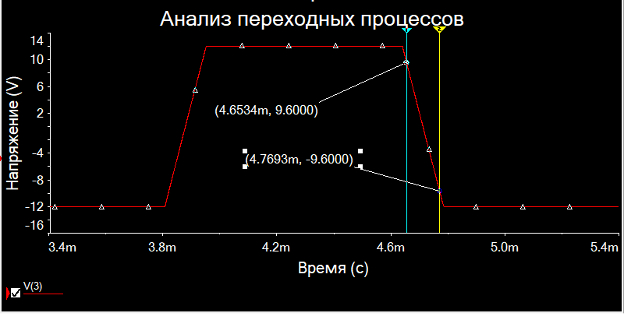 Анализ переходных процессов
Напряжение (V)
14
10
6
2
-4
-8
-12
-16
(4.6534m, 9.6000)
(4.7693m, -9.6000)
3.4m 3.8m 4.2m 4.6m 5.0m 5.4m
Время (с)
V(3)